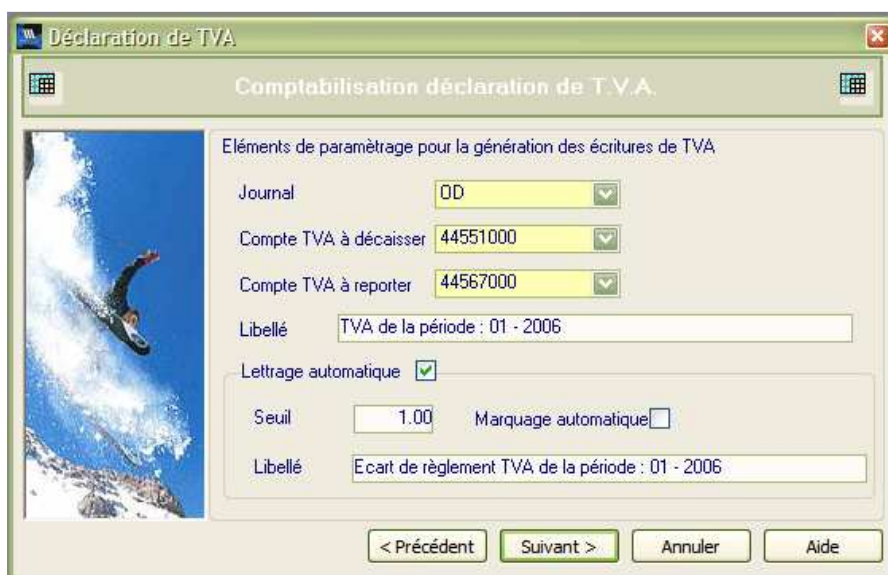 Déclaration de TVA
Comptabilisation déclaration de T.V.A.
Eléments de paramètrage pour la génération des écritures de TVA
Journal OD
Compte TVA à décaisser 44551000
Compte TVA à reporter 44567000
Libellé TVA de la période : 01 - 2006
Lettrage automatique
Seuil 1.00 Marquage automatique
Libellé Ecart de règlement TVA de la période : 01 - 2006
< Précédent Suivant > Annuler Aide